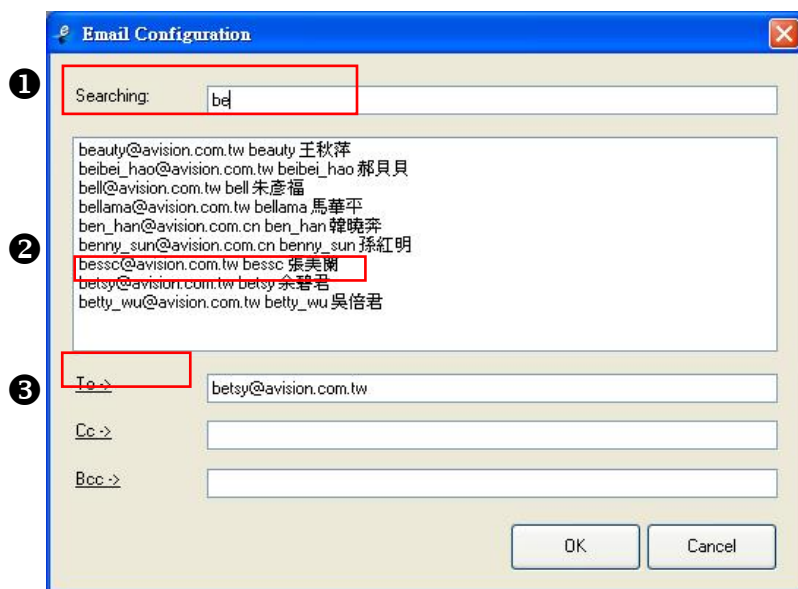 Email Configuration
❶
Searching: be
beauty@avision.com.tw beauty 王秋萍
beibei_hao@avision.com.tw beibei_hao 郝貝貝
bell@avision.com.tw bell 朱彥福
bellama@avision.com.tw bellama 馬華平
ben_han@avision.com.cn ben_han 韓曉奔
benny_sun@avision.com.cn benny_sun 孫紅明
❷
bessc@avision.com.tw bessc 張美蘭
betsy@avision.com.tw betsy 余碧君
betty_wu@avision.com.tw betty_wu 吳倍君
❸
To -> betsy@avision.com.tw
Cc ->
Bcc ->
OK Cancel